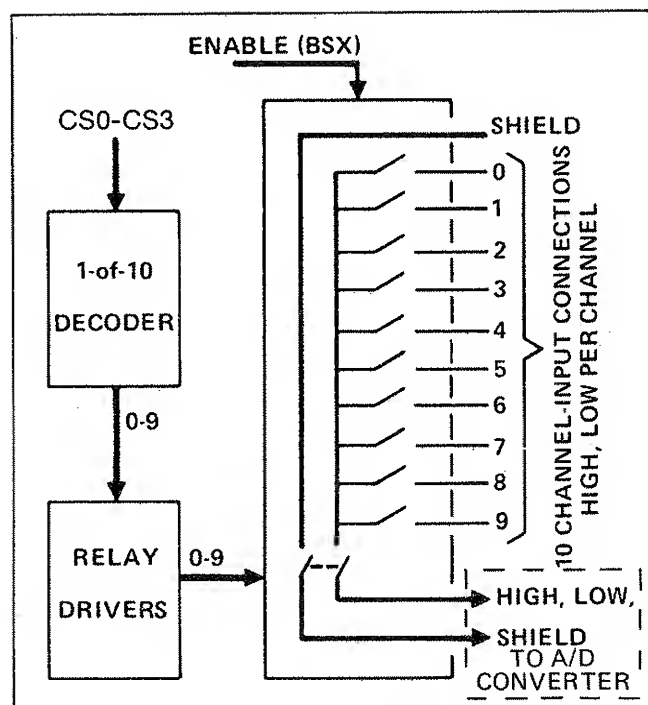 ENABLE (BSX)
CS0-CS3
SHIELD
0
1
2
3
4
5
6
7
8
9
10 CHANNEL-INPUT CONNECTIONS
HIGH, LOW PER CHANNEL
1-of-10
DECODER
0-9
RELAY
DRIVERS
0-9
HIGH, LOW,
SHIELD
TO A/D
CONVERTER